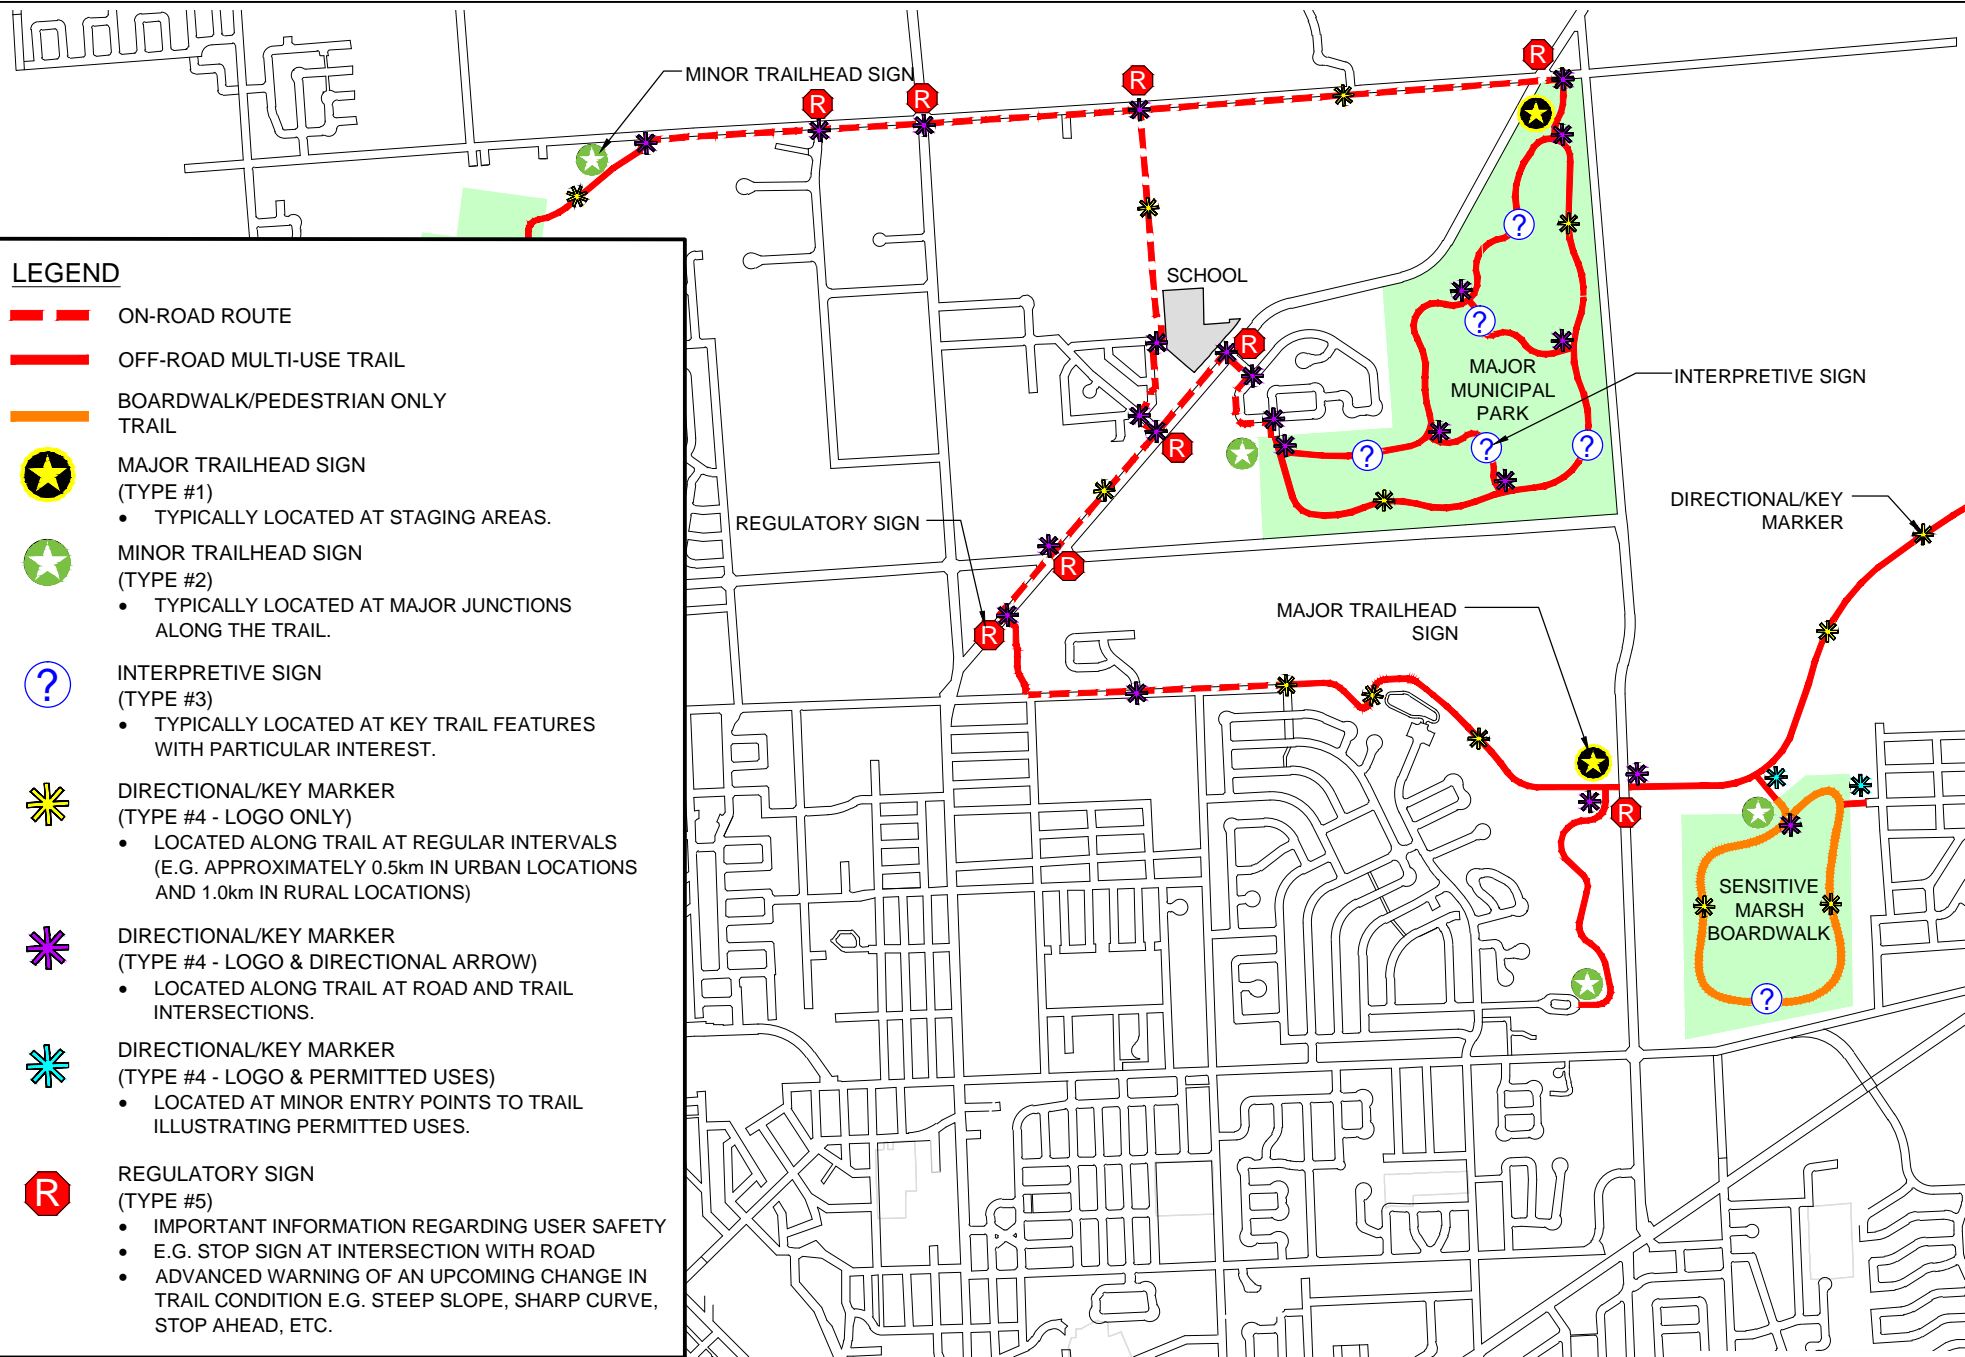 MINOR TRAILHEAD SIGN
R
R
R
R
SCHOOL
R
?
?
MAJOR
MUNICIPAL
PARK
INTERPRETIVE SIGN
?
?
?
R
REGULATORY SIGN
DIRECTIONAL/KEY
MARKER
R
R
MAJOR TRAILHEAD
SIGN
R
SENSITIVE
MARSH
BOARDWALK
?
LEGEND
ON-ROAD ROUTE
OFF-ROAD MULTI-USE TRAIL
BOARDWALK/PEDESTRIAN ONLY
TRAIL
MAJOR TRAILHEAD SIGN
(TYPE #1)
• TYPICALLY LOCATED AT STAGING AREAS.
MINOR TRAILHEAD SIGN
(TYPE #2)
• TYPICALLY LOCATED AT MAJOR JUNCTIONS
ALONG THE TRAIL.
?
INTERPRETIVE SIGN
(TYPE #3)
• TYPICALLY LOCATED AT KEY TRAIL FEATURES
WITH PARTICULAR INTEREST.
DIRECTIONAL/KEY MARKER
(TYPE #4 - LOGO ONLY)
• LOCATED ALONG TRAIL AT REGULAR INTERVALS
(E.G. APPROXIMATELY 0.5km IN URBAN LOCATIONS
AND 1.0km IN RURAL LOCATIONS)
DIRECTIONAL/KEY MARKER
(TYPE #4 - LOGO & DIRECTIONAL ARROW)
• LOCATED ALONG TRAIL AT ROAD AND TRAIL
INTERSECTIONS.
DIRECTIONAL/KEY MARKER
(TYPE #4 - LOGO & PERMITTED USES)
• LOCATED AT MINOR ENTRY POINTS TO TRAIL
ILLUSTRATING PERMITTED USES.
R
REGULATORY SIGN
(TYPE #5)
• IMPORTANT INFORMATION REGARDING USER SAFETY
• E.G. STOP SIGN AT INTERSECTION WITH ROAD
• ADVANCED WARNING OF AN UPCOMING CHANGE IN
TRAIL CONDITION E.G. STEEP SLOPE, SHARP CURVE,
STOP AHEAD, ETC.